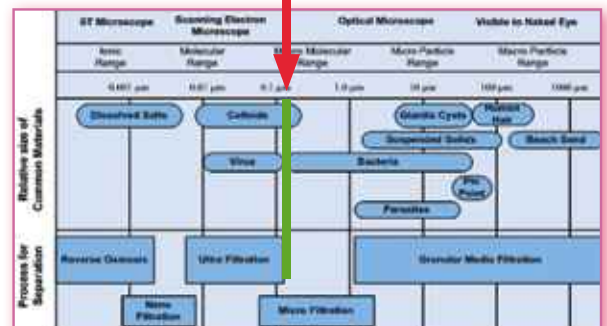 ST Microscope
Scanning Electron
Microscope
Optical Microscope
Visible to Naked Eye
Ionic
Range
Molecular
Range
Macro Molecular
Range
Micro Particle
Range
Macro Particle
Range
0.001 µm
0.01 µm
0.1 µm
1.0 µm
10 µm
100 µm
1000 µm
Relative size of
Common Materials
Dissolved Salts
Colloids
Giardia Cysts
Human
Hair
Suspended Solids
Beach Sand
Virus
Bacteria
Pin
Point
Parasites
Process for
Separation
Reverse Osmosis
Ultra Filtration
Granular Media Filtration
Nano
Filtration
Micro Filtration